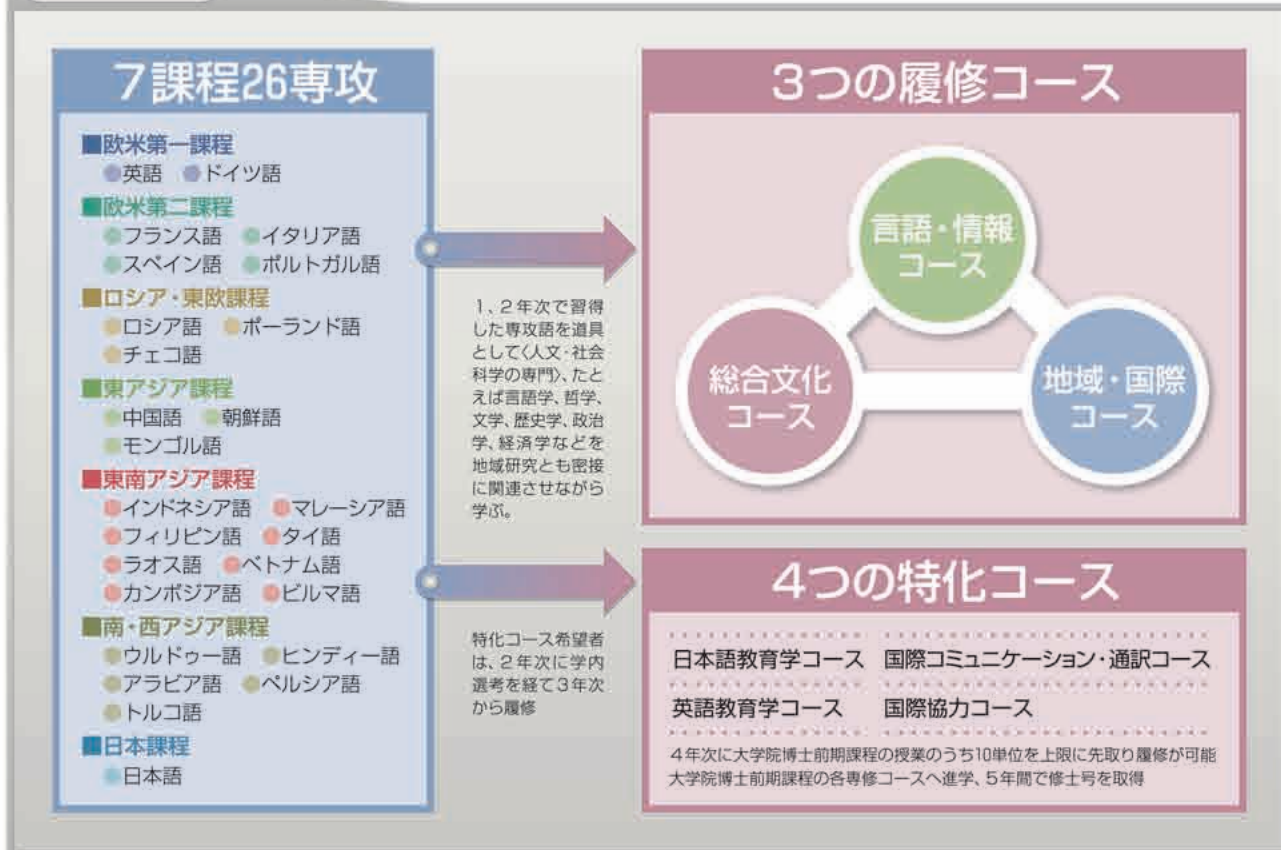 7課程26専攻
■欧米第一課程
●英語 ●ドイツ語
■欧米第二課程
●フランス語 ●イタリア語
●スペイン語 ●ポルトガル語
■ロシア・東欧課程
●ロシア語 ●ポーランド語
●チェコ語
■東アジア課程
●中国語 ●朝鮮語
●モンゴル語
■東南アジア課程
●インドネシア語 ●マレーシア語
●フィリピン語 ●タイ語
●ラオス語 ●ベトナム語
●カンボジア語 ●ビルマ語
■南・西アジア課程
●ウルドゥー語 ●ヒンディー語
●アラビア語 ●ペルシア語
●トルコ語
■日本課程
●日本語
1、2年次で習得
した専攻語を道具
として〈人文・社会
科学の専門〉、たと
えば言語学、哲学、
文学、歴史学、政治
学、経済学などを
地域研究とも密接
に関連させながら
学ぶ。
特化コース希望者
は、2年次に学内
選考を経て3年次
から履修
3つの履修コース
言語・情報
コース
総合文化
コース
地域・国際
コース
4つの特化コース
日本語教育学コース 国際コミュニケーション・通訳コース
英語教育学コース 国際協力コース
4年次に大学院博士前期課程の授業のうち10単位を上限に先取り履修が可能
大学院博士前期課程の各専修コースへ進学、5年間で修士号を取得